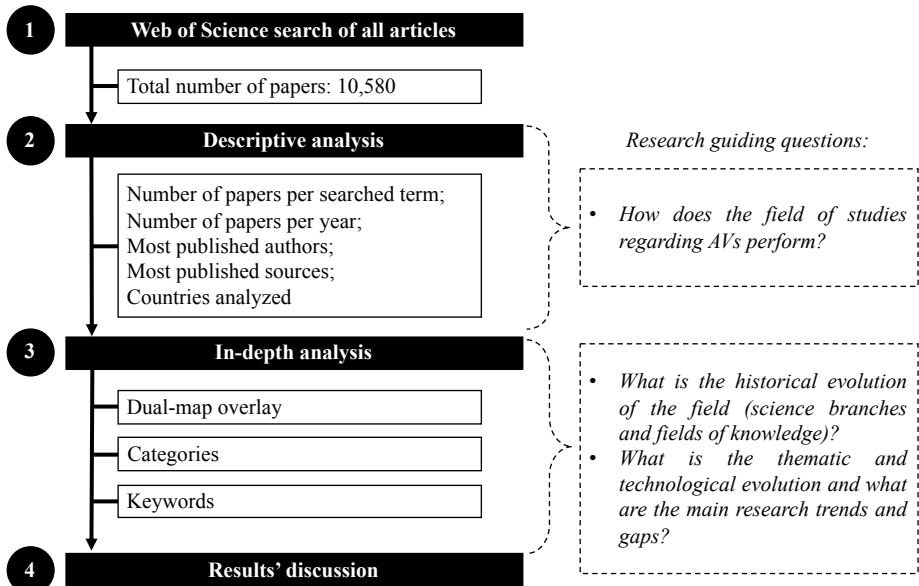 1
Web of Science search of all articles
Total number of papers: 10,580
2
Descriptive analysis
Number of papers per searched term;
Number of papers per year;
Most published authors;
Most published sources;
Countries analyzed
Research guiding questions:
• How does the field of studies
regarding AVs perform?
3
In-depth analysis
Dual-map overlay
Categories
Keywords
• What is the historical evolution
of the field (science branches
and fields of knowledge)?
• What is the thematic and
technological evolution and what
are the main research trends and
gaps?
4
Results' discussion